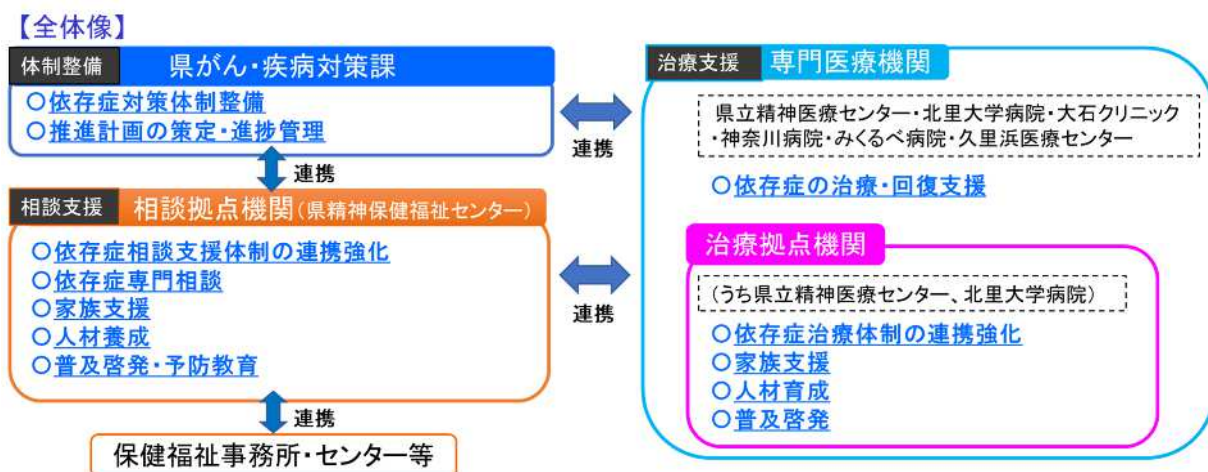 【全体像】
体制整備 県がん・疾病対策課
○依存症対策体制整備
○推進計画の策定・進捗管理
連携
相談支援 相談拠点機関(県精神保健福祉センター)
○依存症相談支援体制の連携強化
○依存症専門相談
○家族支援
○人材養成
○普及啓発・予防教育
連携
保健福祉事務所・センター等
連携
連携
治療支援 専門医療機関
県立精神医療センター・北里大学病院・大石クリニック
・神奈川病院・みくるべ病院・久里浜医療センター
○依存症の治療・回復支援
治療拠点機関
(うち県立精神医療センター、北里大学病院)
○依存症治療体制の連携強化
○家族支援
○人材育成
○普及啓発